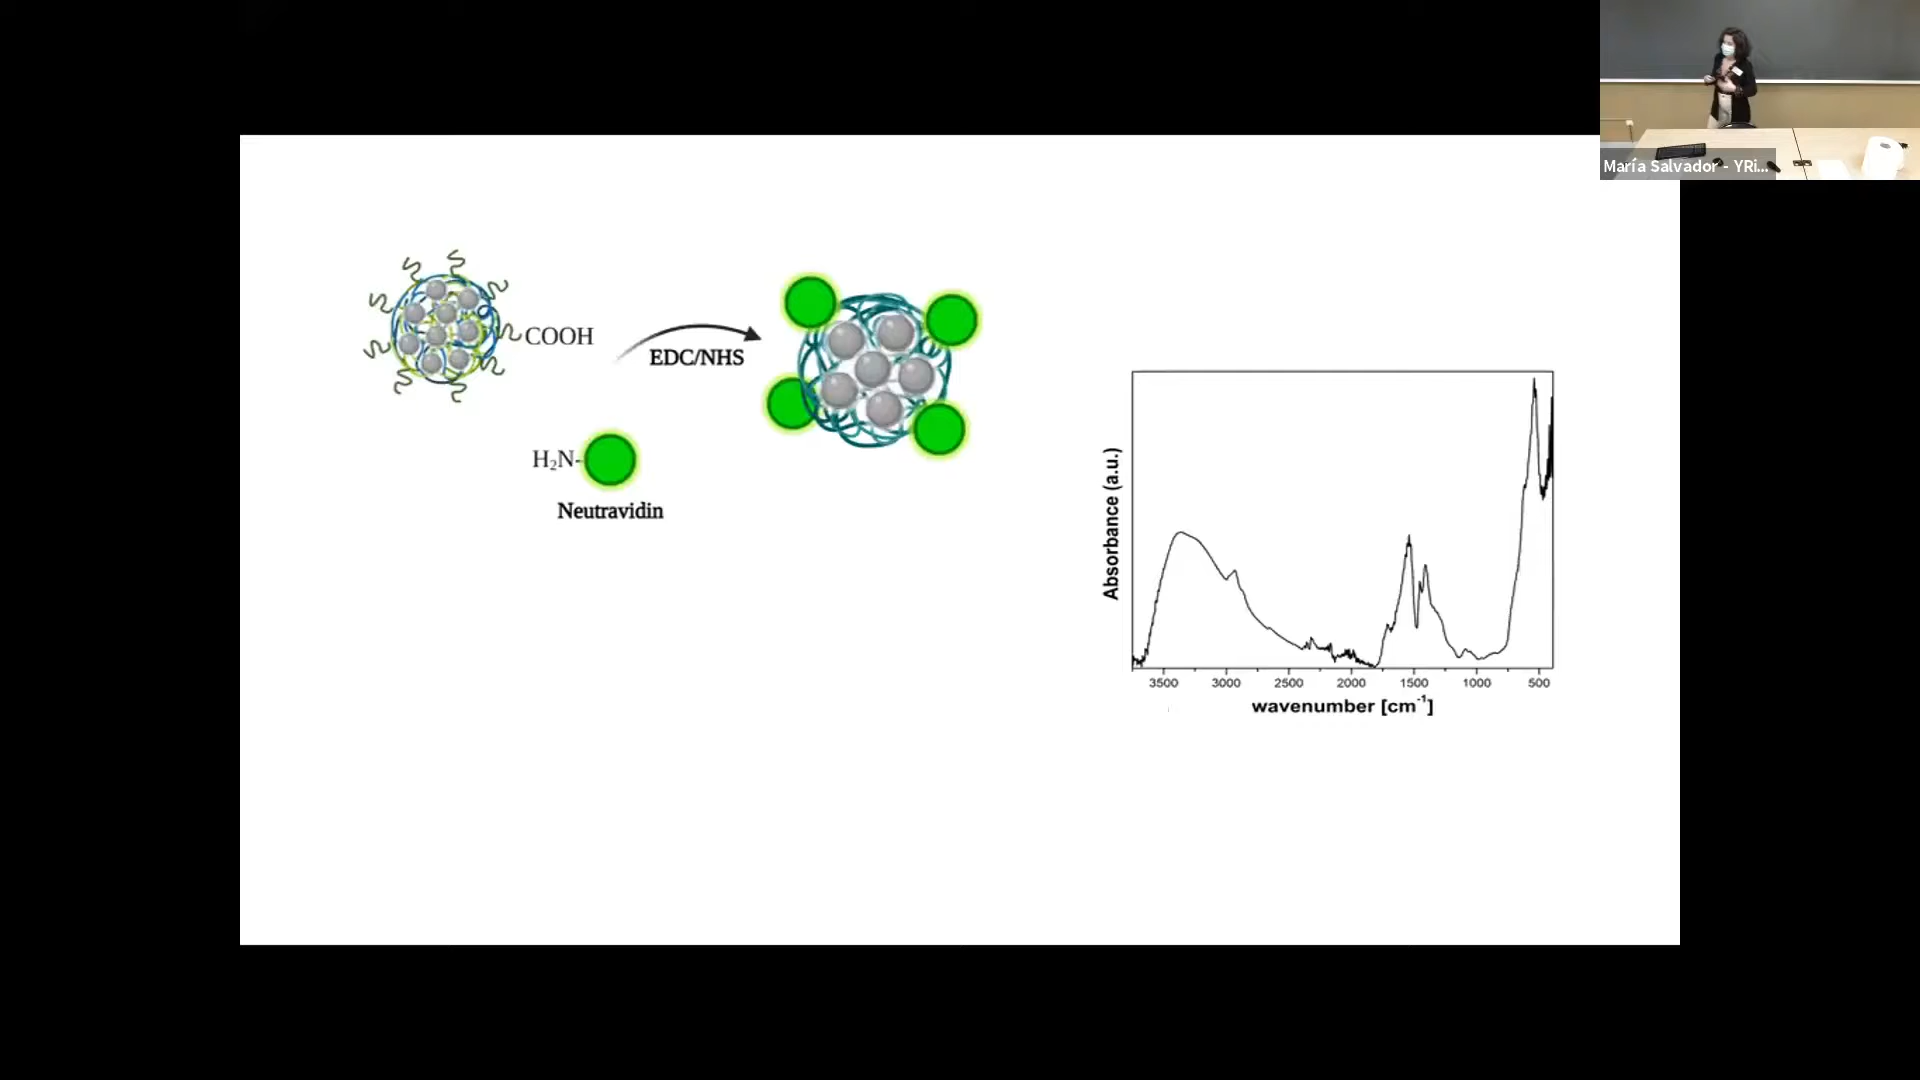 María Salvador - YRi...
COOH
EDC/NHS
H₂N-
Neutravidin
Absorbance (a.u.)
3500 3000 2500 2000 1500 1000 500
wavenumber [cm⁻¹]